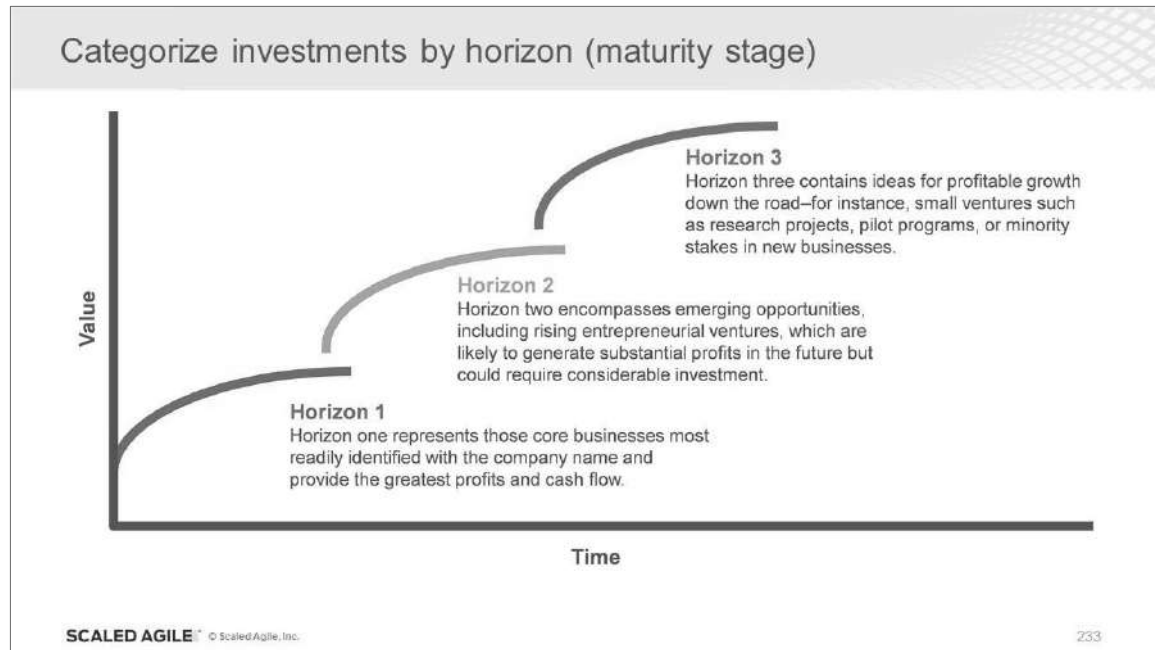 Categorize investments by horizon (maturity stage)
Horizon 3
Horizon three contains ideas for profitable growth
down the road–for instance, small ventures such
as research projects, pilot programs, or minority
stakes in new businesses.
Horizon 2
Horizon two encompasses emerging opportunities,
including rising entrepreneurial ventures, which are
likely to generate substantial profits in the future but
could require considerable investment.
Value
Horizon 1
Horizon one represents those core businesses most
readily identified with the company name and
provide the greatest profits and cash flow.
Time
SCALED AGILE © Scaled Agile, Inc.
233